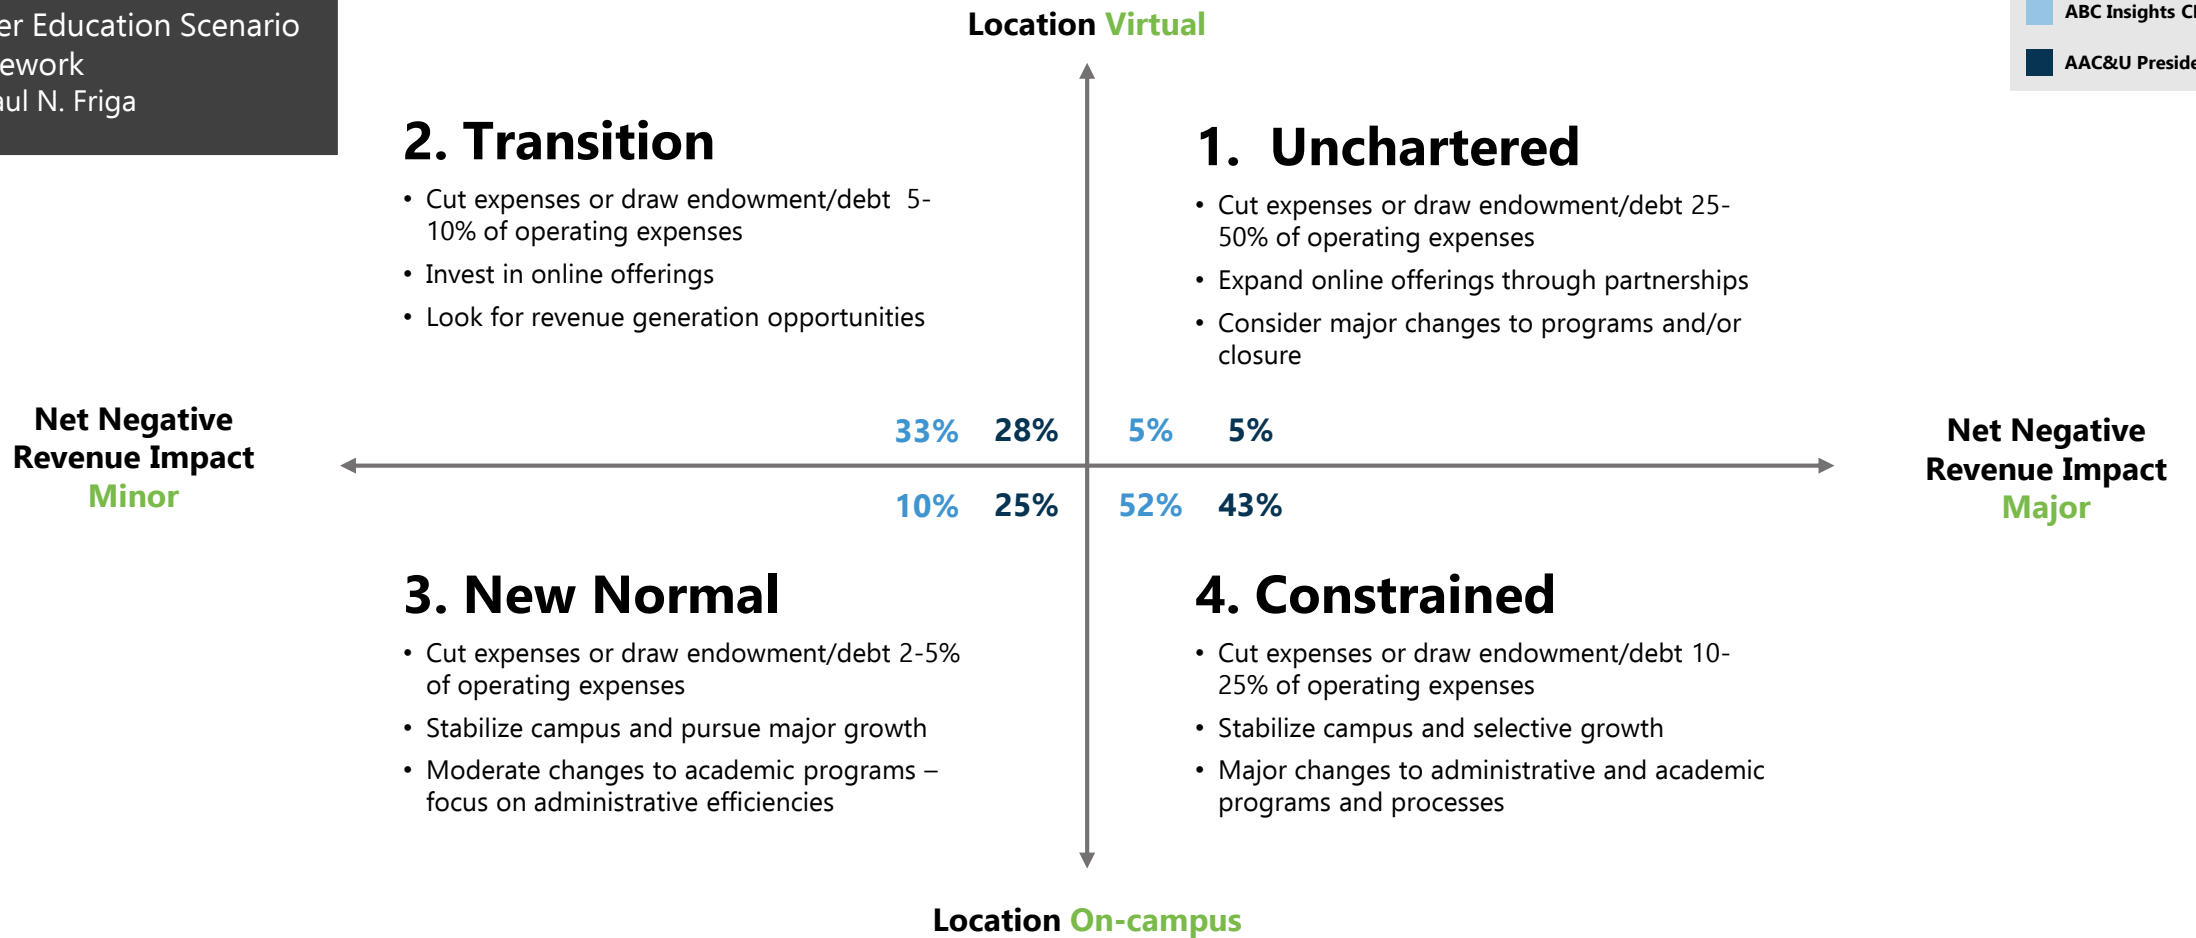 er Education Scenario
ework
aul N. Friga
Location Virtual
ABC Insights
AAC&U
2. Transition
• Cut expenses or draw endowment/debt 5-
10% of operating expenses
• Invest in online offerings
• Look for revenue generation opportunities
1. Unchartered
• Cut expenses or draw endowment/debt 25-
50% of operating expenses
• Expand online offerings through partnerships
• Consider major changes to programs and/or
closure
Net Negative
Revenue Impact
Minor
33% 28% 5% 5%
10% 25% 52% 43%
Net Negative
Revenue Impact
Major
3. New Normal
• Cut expenses or draw endowment/debt 2-5%
of operating expenses
• Stabilize campus and pursue major growth
• Moderate changes to academic programs –
focus on administrative efficiencies
4. Constrained
• Cut expenses or draw endowment/debt 10-
25% of operating expenses
• Stabilize campus and selective growth
• Major changes to administrative and academic
programs and processes
Location On-campus